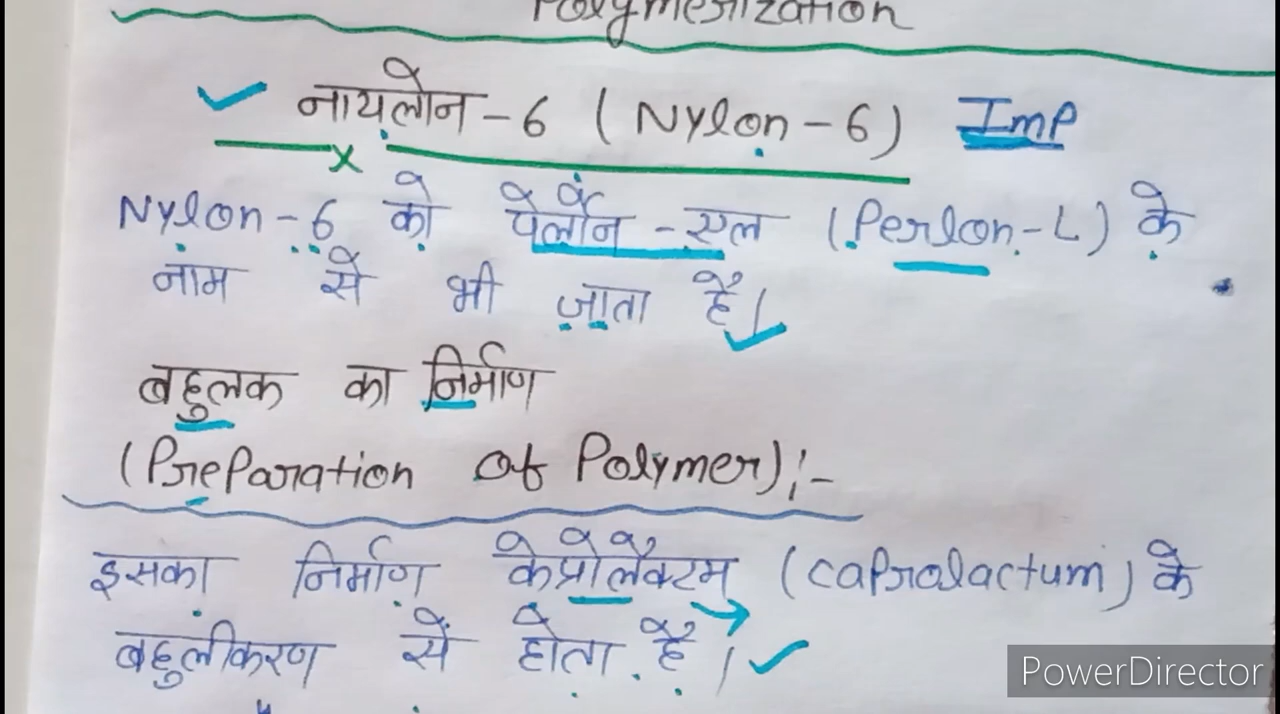 Polymerization
नायलोन - 6 ( Nylon - 6) Imp
Nylon - 6 को पेर्लोन - एल (Perlon - L) के
नाम से भी जाता है।
बहुलक का निर्माण
(Preparation of Polymer) :-
इसका निर्माण केप्रोलैक्टम (Caprolactum) के
बहुलीकरण सें होता है।
PowerDirector